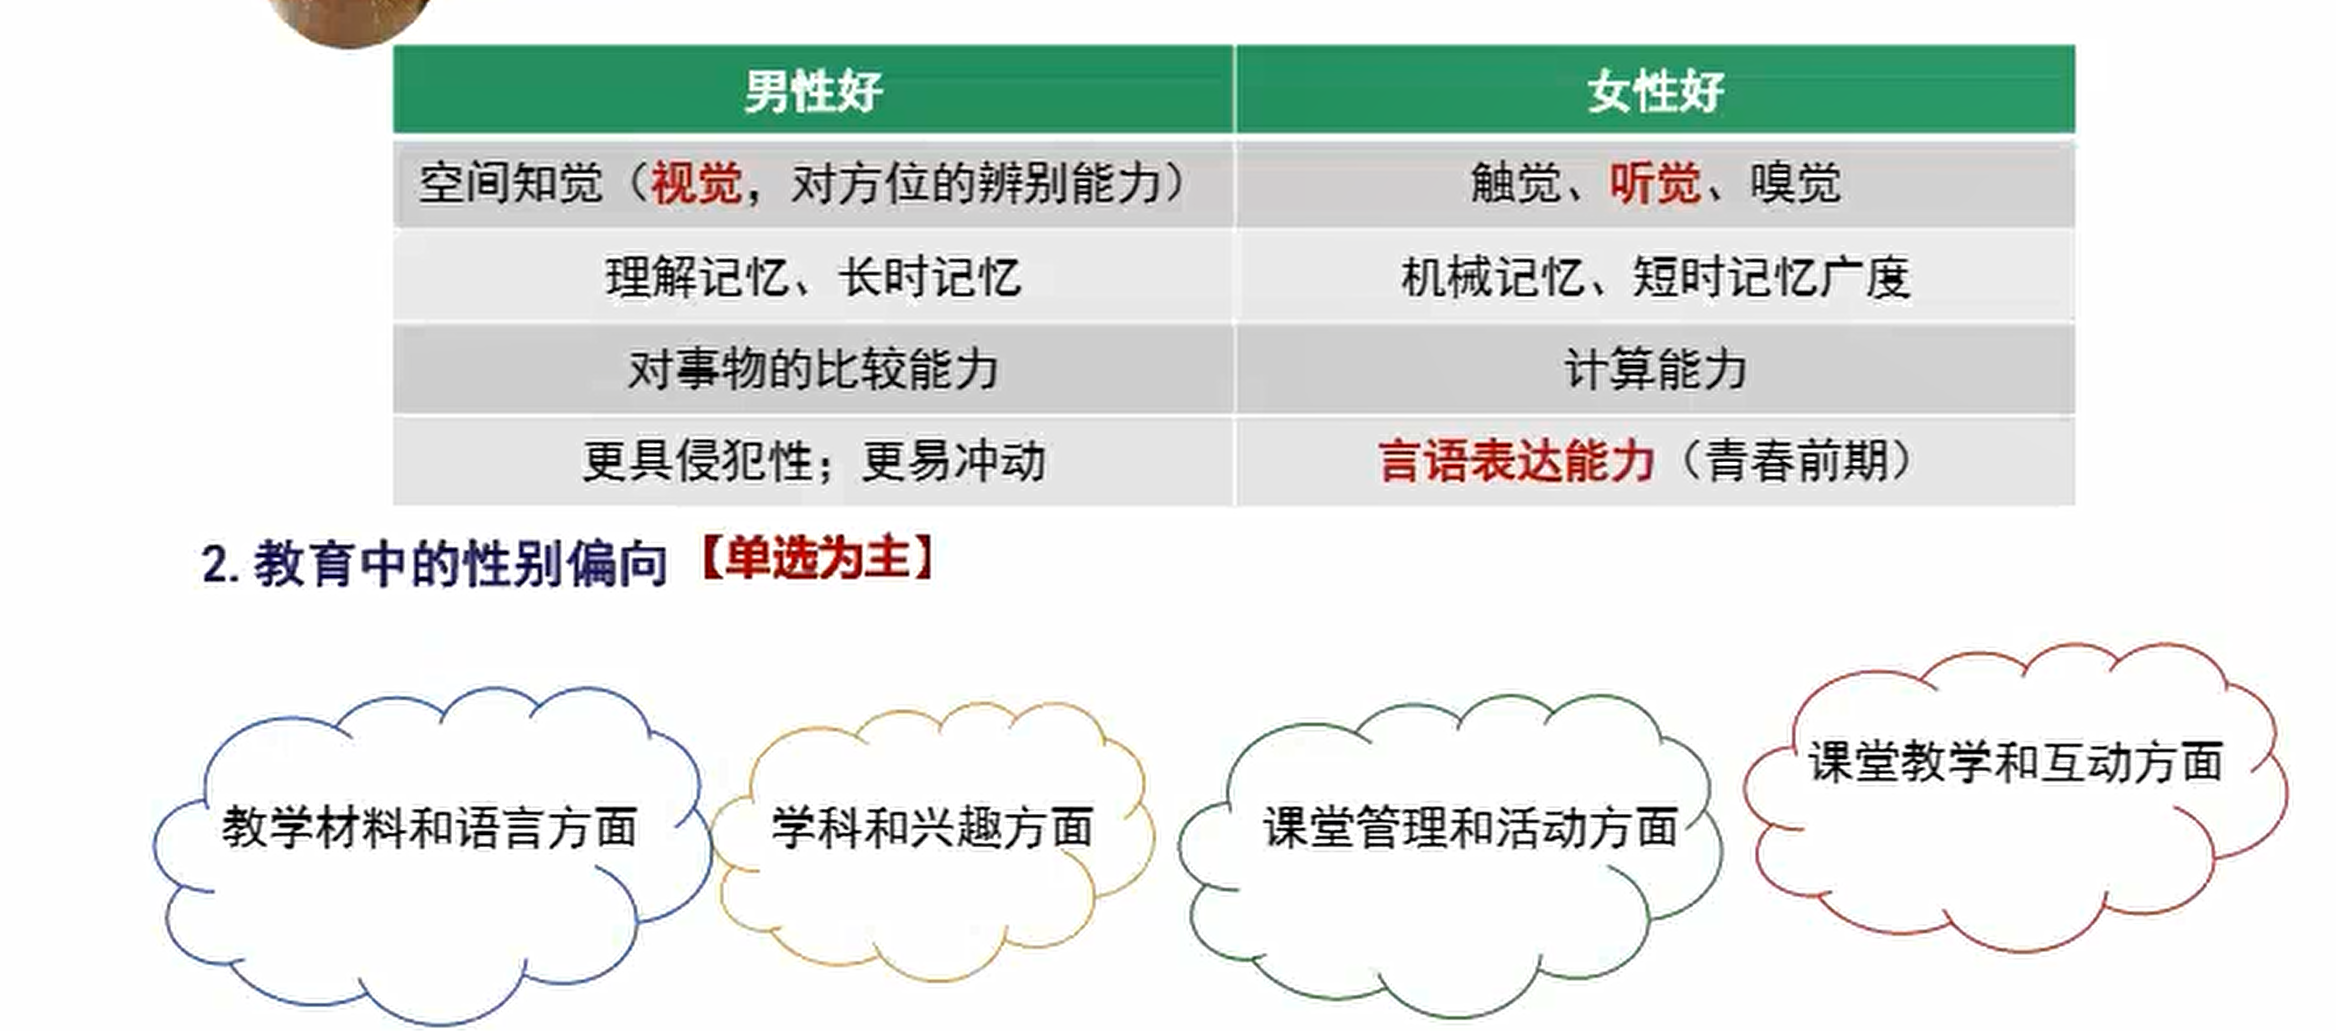 男性好 女性好
空间知觉（视觉，对方位的辨别能力） 触觉、听觉、嗅觉
理解记忆、长时记忆 机械记忆、短时记忆广度
对事物的比较能力 计算能力
更具侵犯性；更易冲动 言语表达能力（青春前期）
2. 教育中的性别偏向【单选为主】
教学材料和语言方面
学科和兴趣方面
课堂管理和活动方面
课堂教学和互动方面